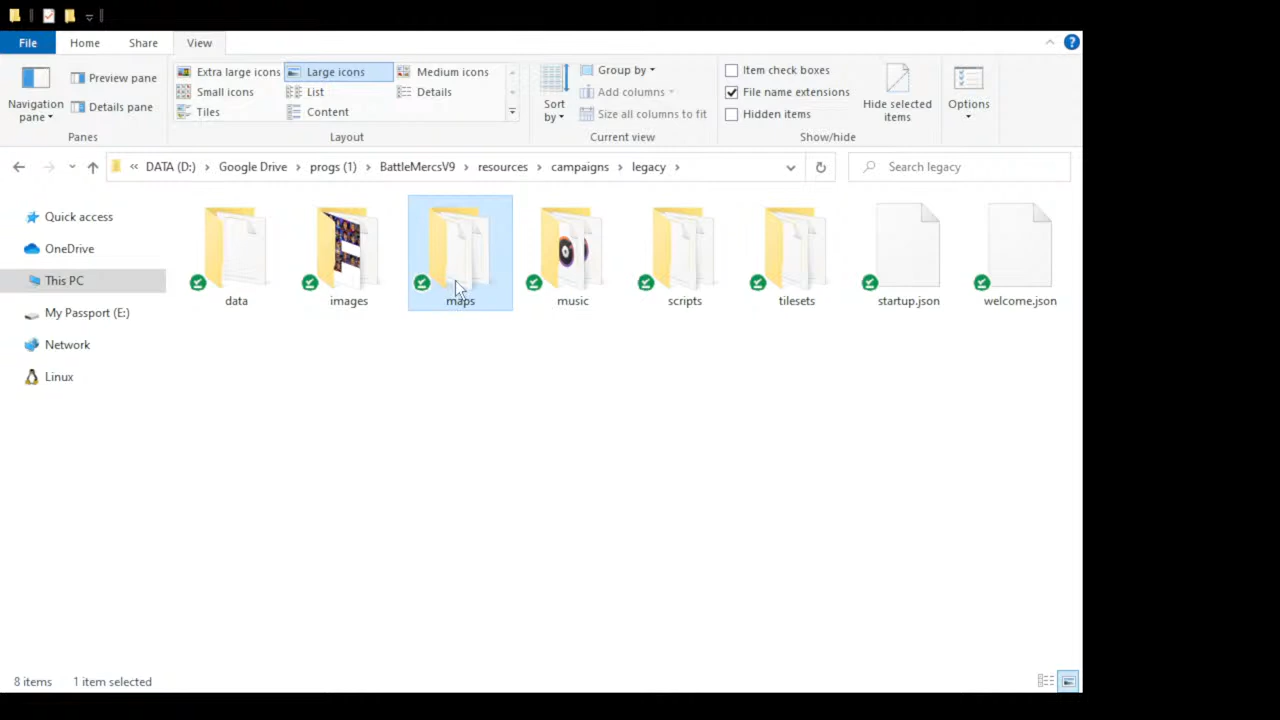 File Home Share View
Navigation pane
Preview pane
Details pane
Panes
Extra large icons Large icons Medium icons
Small icons List Details
Tiles Content
Layout
Sort by
Group by
Add columns
Size all columns to fit
Current view
Item check boxes
File name extensions
Hidden items
Hide selected items
Show/hide
Options
?
« DATA (D:) > Google Drive > progs (1) > BattleMercsV9 > resources > campaigns > legacy >
Search legacy
Quick access
OneDrive
This PC
My Passport (E:)
Network
Linux
data images maps music scripts tilesets startup.json welcome.json
8 items 1 item selected